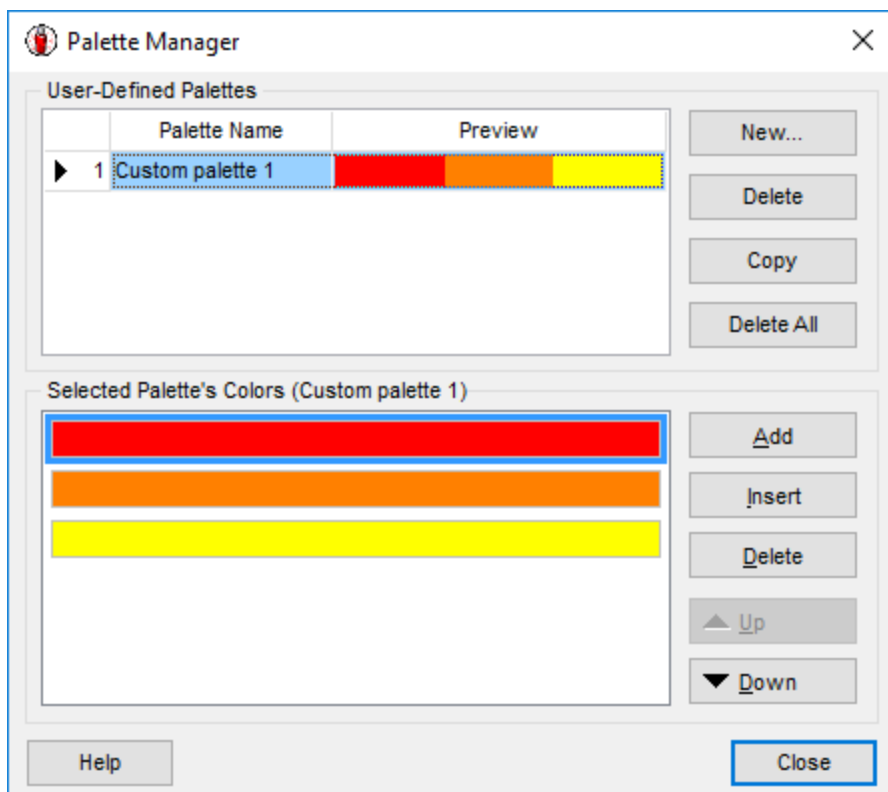 Palette Manager
User-Defined Palettes
Palette Name Preview
1 Custom palette 1
New...
Delete
Copy
Delete All
Selected Palette's Colors (Custom palette 1)
Add
Insert
Delete
Up
Down
Help
Close